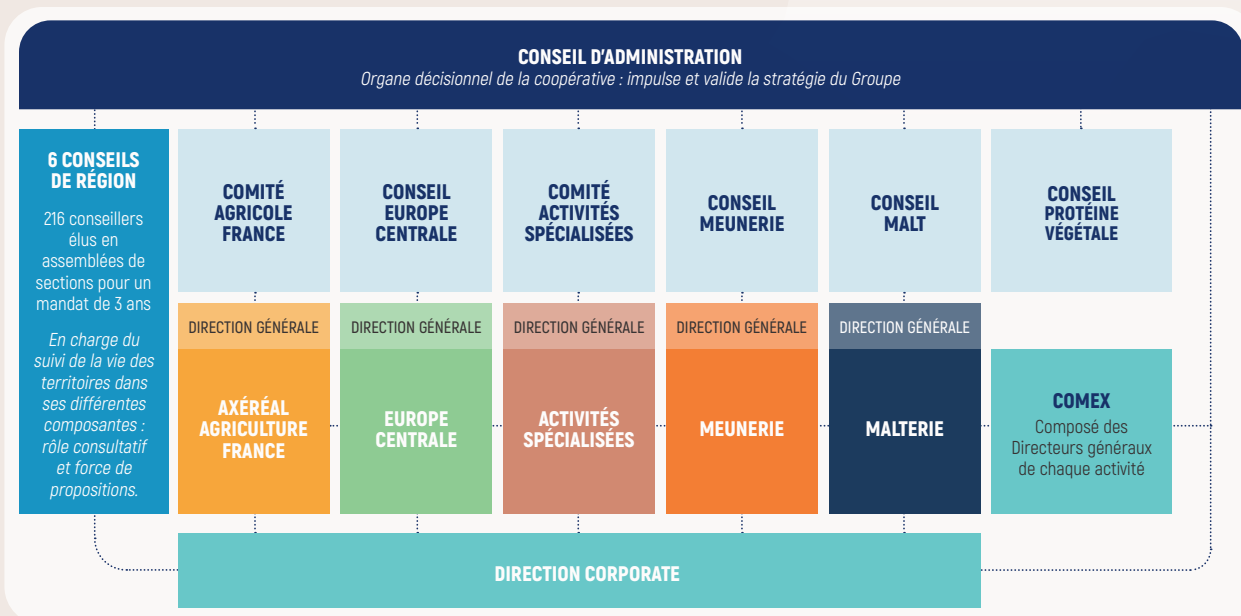 CONSEIL D'ADMINISTRATION
Organe décisionnel de la coopérative : impulse et valide la stratégie du Groupe
6 CONSEILS
DE RÉGION
216 conseillers
élus en
assemblées de
sections pour un
mandat de 3 ans
En charge du
suivi de la vie des
territoires dans
ses différentes
composantes :
rôle consultatif
et force de
propositions.
COMITÉ
AGRICOLE
FRANCE
CONSEIL
EUROPE
CENTRALE
COMITÉ
ACTIVITÉS
SPÉCIALISÉES
CONSEIL
MEUNERIE
CONSEIL
MALT
CONSEIL
PROTÉINE
VÉGÉTALE
DIRECTION GÉNÉRALE
AXÉRÉAL
AGRICULTURE
FRANCE
DIRECTION GÉNÉRALE
EUROPE
CENTRALE
DIRECTION GÉNÉRALE
ACTIVITÉS
SPÉCIALISÉES
DIRECTION GÉNÉRALE
MEUNERIE
DIRECTION GÉNÉRALE
MALTERIE
COMEX
Composé des
Directeurs généraux
de chaque activité
DIRECTION CORPORATE